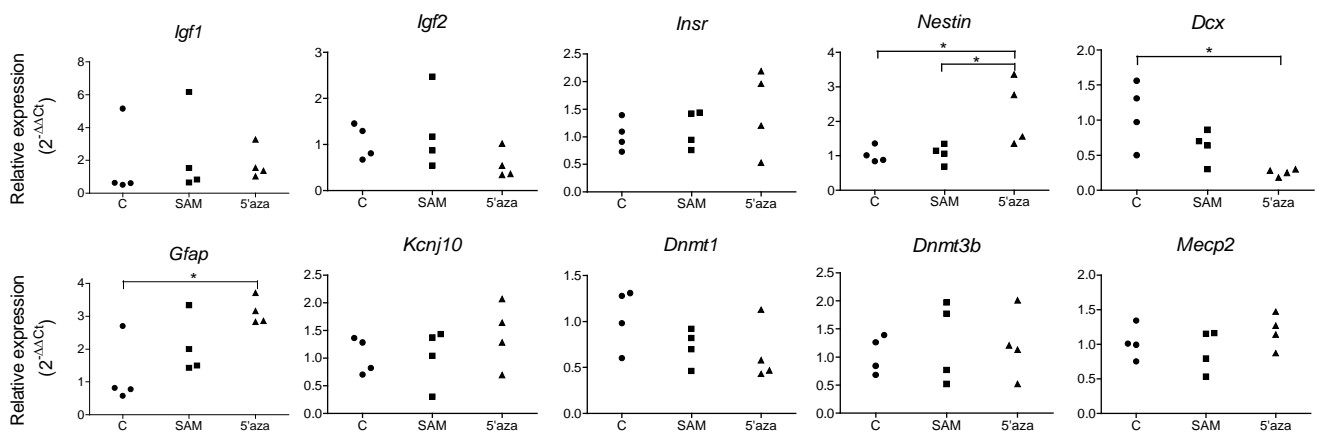 Igf1
Igf2
Insr
Nestin
Dcx
Relative expression
(2^-ΔΔCt)
8
6
4
2
0
C SAM 5'aza
3
2
1
0
C SAM 5'aza
2.5
2.0
1.5
1.0
0.5
0.0
C SAM 5'aza
4
3
2
1
0
* *
C SAM 5'aza
2.0
1.5
1.0
0.5
0.0
*
C SAM 5'aza
Gfap
Kcnj10
Dnmt1
Dnmt3b
Mecp2
Relative expression
(2^-ΔΔCt)
4
3
2
1
0
*
C SAM 5'aza
2.5
2.0
1.5
1.0
0.5
0.0
C SAM 5'aza
1.5
1.0
0.5
0.0
C SAM 5'aza
2.5
2.0
1.5
1.0
0.5
0.0
C SAM 5'aza
2.0
1.5
1.0
0.5
0.0
C SAM 5'aza